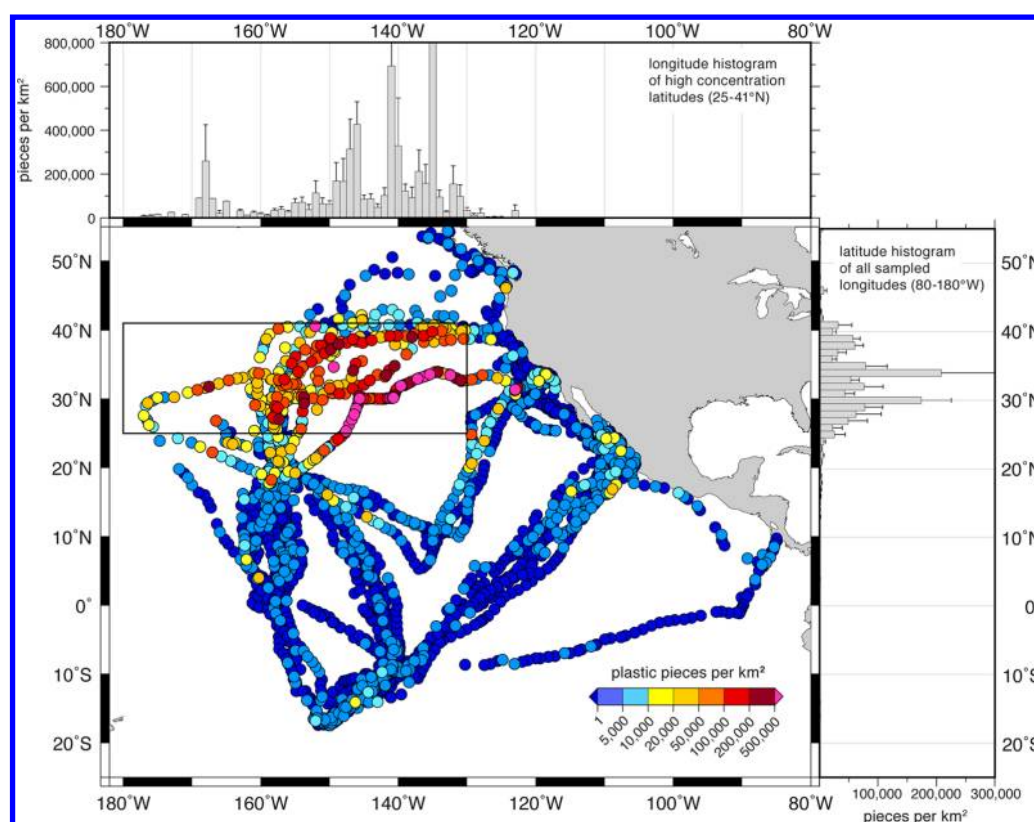 180˚W 160˚W 140˚W 120˚W 100˚W 80˚W
800,000
600,000
400,000
200,000
0
pieces per km²
longitude histogram
of high concentration
latitudes (25-41°N)
50˚N
40˚N
30˚N
20˚N
10˚N
0˚
10˚S
20˚S
plastic pieces per km²
1
5,000
10,000
20,000
50,000
100,000
200,000
500,000
180˚W 160˚W 140˚W 120˚W 100˚W 80˚W
latitude histogram
of all sampled
longitudes (80-180°W)
50˚N
40˚N
30˚N
20˚N
10˚N
0˚
10˚S
20˚S
100,000 200,000 300,000
pieces per km²